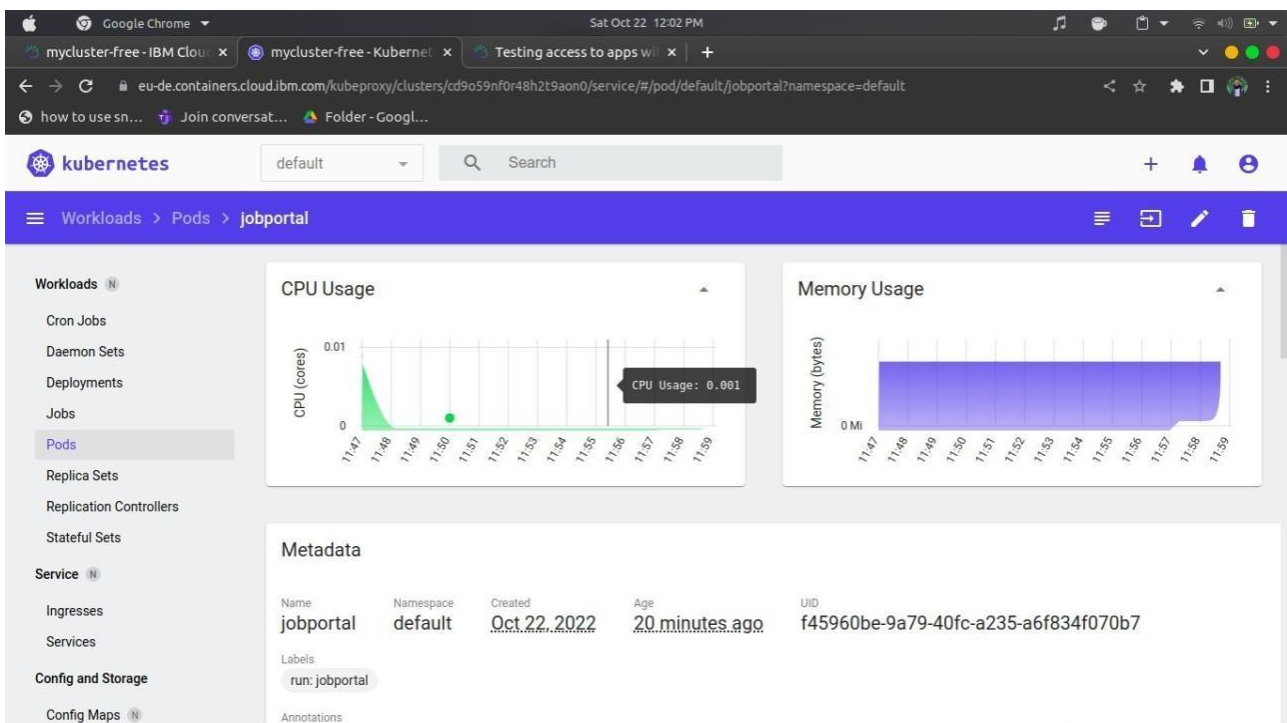 Google Chrome
Sat Oct 22 12:02 PM
mycluster-free - IBM Clou
mycluster-free - Kubernet
Testing access to apps wi
eu-de.containers.cloud.ibm.com/kubeproxy/clusters/cd9o59nf0r48h2t9aon0/service/#/pod/default/jobportal?namespace=default
how to use sn...
Join conversat...
Folder - Googl...
kubernetes
default
Search
Workloads > Pods > jobportal
Workloads N
Cron Jobs
Daemon Sets
Deployments
Jobs
Pods
Replica Sets
Replication Controllers
Stateful Sets
Service N
Ingresses
Services
Config and Storage
Config Maps N
CPU Usage
CPU (cores)
0.01
0
CPU Usage: 0.001
11:47 11:48 11:49 11:50 11:51 11:52 11:53 11:54 11:55 11:56 11:57 11:58 11:59
Memory Usage
Memory (bytes)
0 Mi
11:47 11:48 11:49 11:50 11:51 11:52 11:53 11:54 11:55 11:56 11:57 11:58 11:59
Metadata
Name Namespace Created Age UID
jobportal default Oct 22, 2022 20 minutes ago f45960be-9a79-40fc-a235-a6f834f070b7
Labels
run: jobportal
Annotations